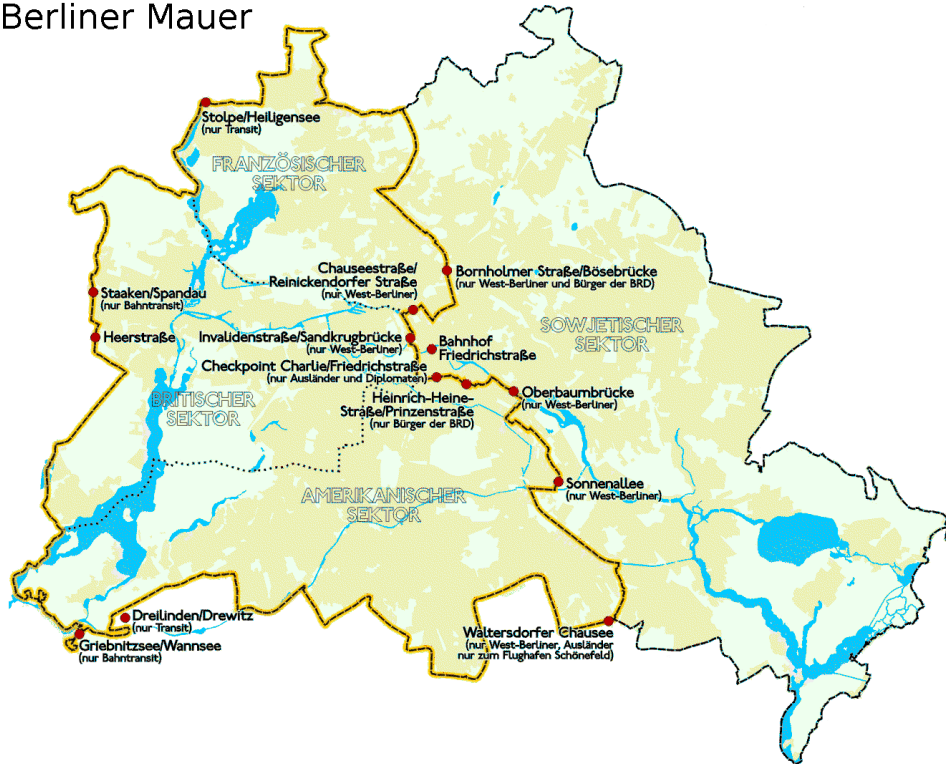 Berliner Mauer
Stolpe/Heiligensee
(nur Transit)
FRANZÖSISCHER
SEKTOR
Chauseestraße/
Reinickendorfer Straße
(nur West-Berliner)
Bornholmer Straße/Bösebrücke
(nur West-Berliner und Bürger der BRD)
Staaken/Spandau
(nur Bahntransit)
Heerstraße
Invalidenstraße/Sandkrugbrücke
(nur West-Berliner)
SOWJETISCHER
SEKTOR
Bahnhof
Friedrichstraße
Checkpoint Charlie/Friedrichstraße
(nur Ausländer und Diplomaten)
BRITISCHER
SEKTOR
Heinrich-Heine-
Straße/Prinzenstraße
(nur Bürger der BRD)
Oberbaumbrücke
(nur West-Berliner)
Sonnenallee
(nur West-Berliner)
AMERIKANISCHER
SEKTOR
Dreilinden/Drewitz
(nur Transit)
Griebnitzsee/Wannsee
(nur Bahntransit)
Waltersdorfer Chausee
(nur West-Berliner, Ausländer
nur zum Flughafen Schönefeld)